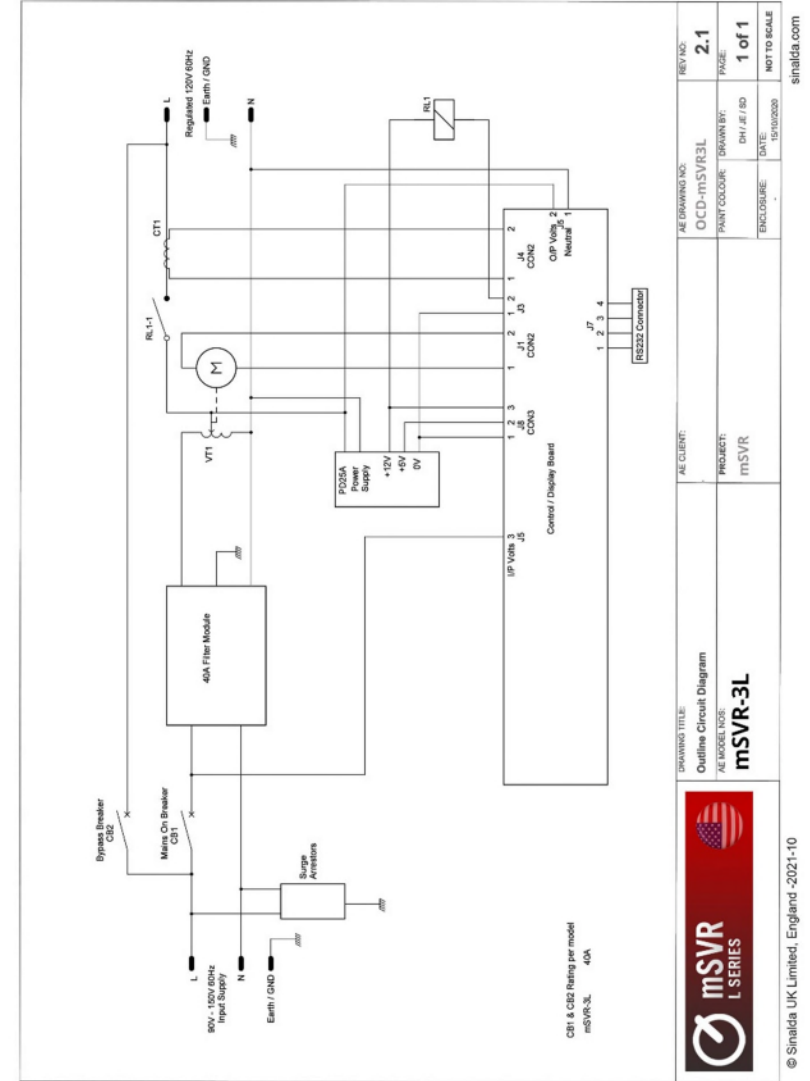 Bypass Breaker
CB2
Mains On Breaker
CB1
L
90V - 150V 60Hz
Input Supply
N
Earth / GND
Surge
Arrestors
40A Filter Module
VT1
M
RL1-1
CT1
L
Regulated 120V 60Hz
Earth / GND
N
RL1
PD25A
Power
Supply
+12V
+5V
0V
I/P Volts 3
J5
1 2 3
J8
CON3
1 2
J1
CON2
1 2
J3
1 2
J4
CON2
O/P Volts 2
J5
Neutral 1
Control / Display Board
J7
1 2 3 4
RS232 Connector
CB1 & CB2 Rating per model
mSVR-3L 40A
mSVR
L SERIES
DRAWING TITLE:
Outline Circuit Diagram
AE MODEL NOS:
mSVR-3L
AE CLIENT:
PROJECT:
mSVR
AE DRAWING NO:
OCD-mSVR3L
REV NO:
2.1
PAINT COLOUR:
-
DRAWN BY:
DH / JE / SD
PAGE:
1 of 1
ENCLOSURE:
-
DATE:
15/10//2020
NOT TO SCALE
© Sinalda UK Limited, England -2021-10
sinalda.com